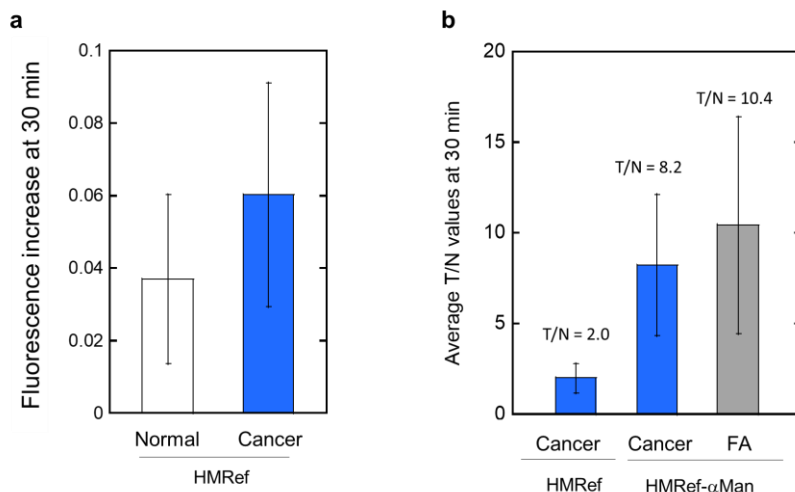 a
Fluorescence increase at 30 min
0.1
0.08
0.06
0.04
0.02
0
Normal Cancer
HMRef
b
Average T/N values at 30 min
20
15
10
5
0
T/N = 2.0
T/N = 8.2
T/N = 10.4
Cancer Cancer FA
HMRef HMRef-αMan